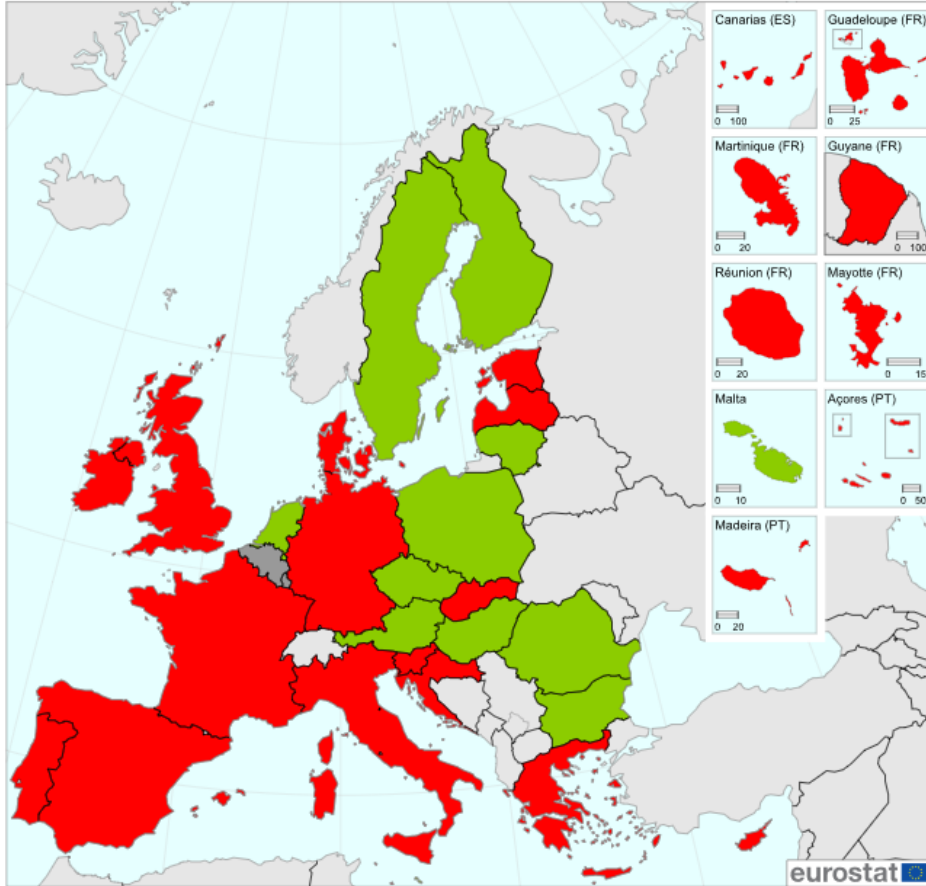 Canarias (ES)
0 100
Guadeloupe (FR)
0 25
Martinique (FR)
0 20
Guyane (FR)
0 100
Réunion (FR)
0 20
Mayotte (FR)
0 15
Malta
0 10
Açores (PT)
0 50
Madeira (PT)
0 20
eurostat